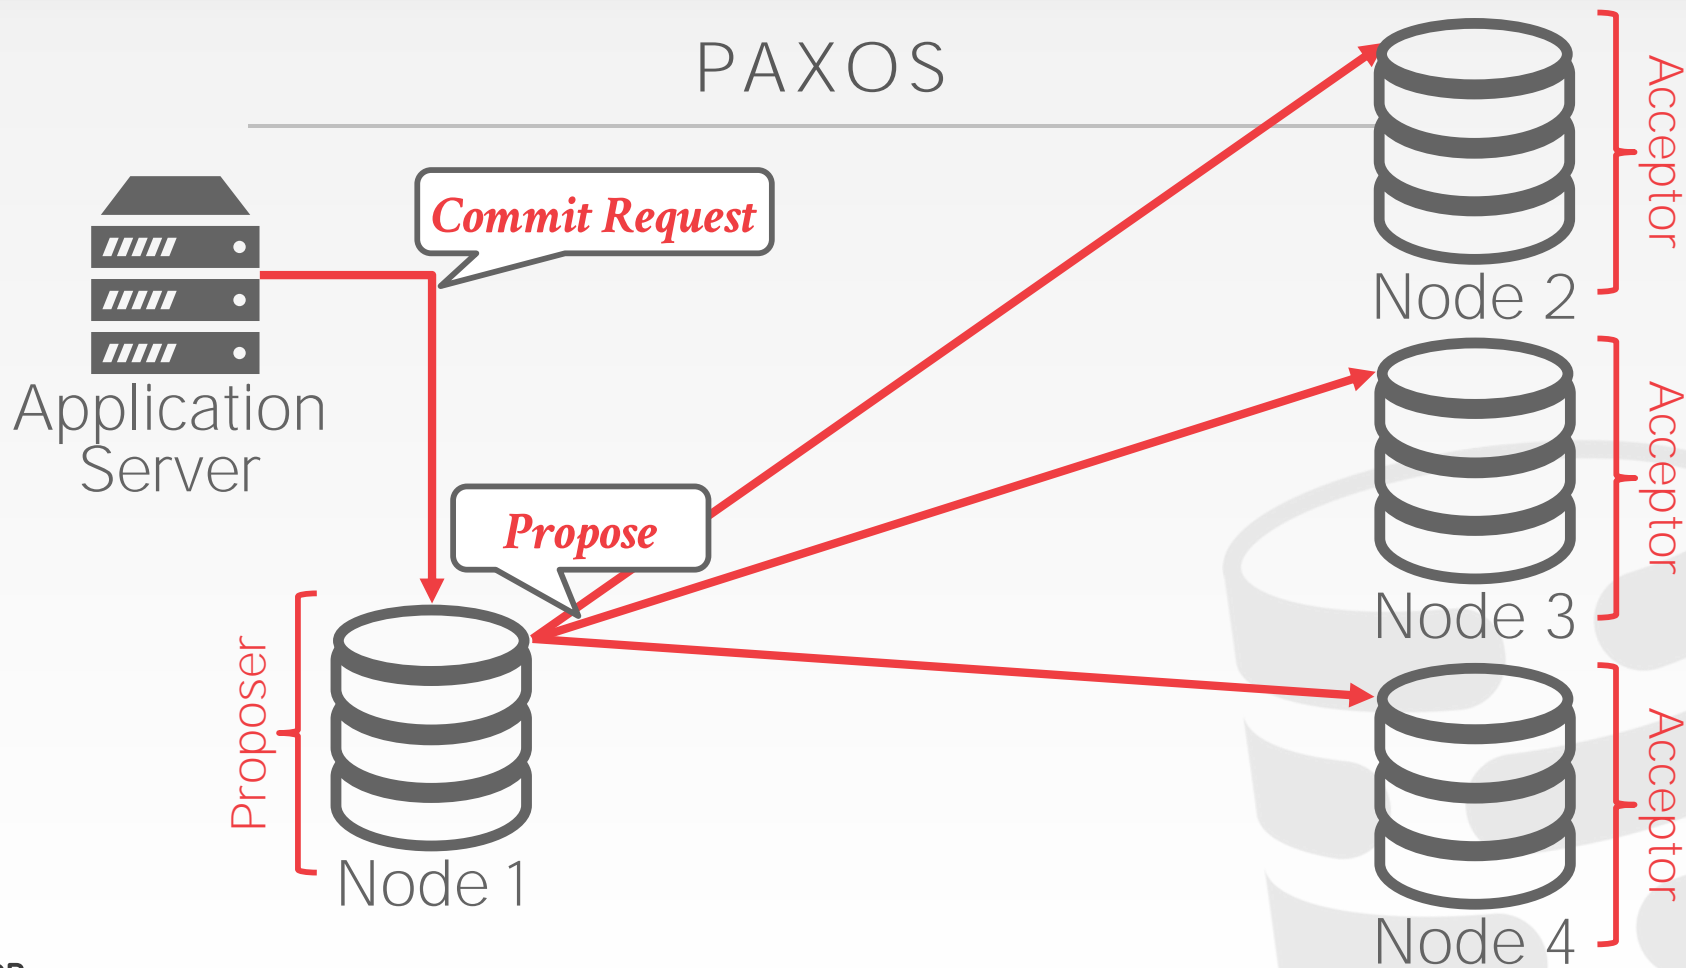 PAXOS
Commit Request
Application
Server
Propose
Proposer
Node 1
Acceptor
Node 2
Acceptor
Node 3
Acceptor
Node 4